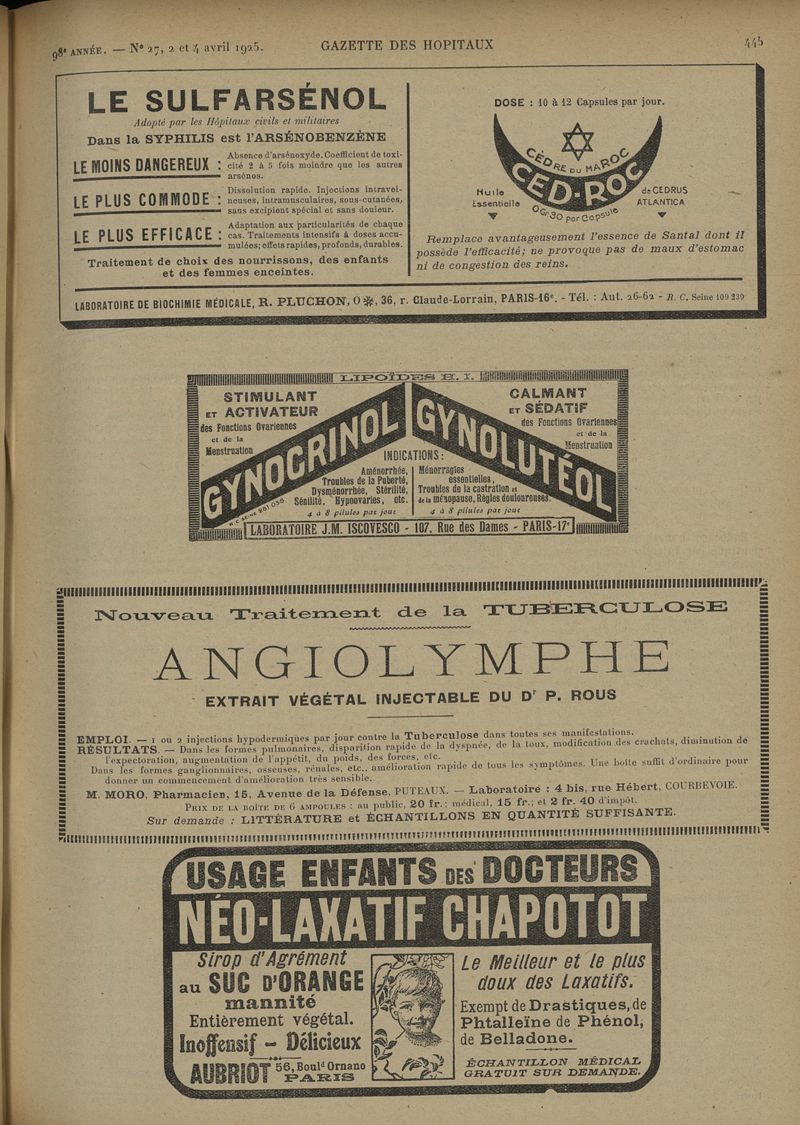 98e ANNÉE. — No 27, 2 et 4 avril 1925.
GAZETTE DES HOPITAUX
445
LE SULFARSÉNOL
Adopté par les Hôpitaux civils et militaires
Dans la SYPHILIS est l'ARSÉNOBENZÈNE
LE MOINS DANGEREUX :
Absence d'arsénoxyde. Coefficient de toxi-
cité 2 à 5 fois moindre que les autres
arsénos.
LE PLUS COMMODE :
Dissolution rapide. Injections intravei-
neuses, intramusculaires, sous-cutanées,
sans excipient spécial et sans douleur.
LE PLUS EFFICACE :
Adaptation aux particularités de chaque
cas. Traitements intensifs à doses accu-
mulées; effets rapides, profonds, durables.
Traitement de choix des nourrissons, des enfants
et des femmes enceintes.
DOSE : 10 à 12 Capsules par jour.
CÈDRE DU MAROC
CED-ROC
Huile
Essentielle
de CEDRUS
ATLANTICA
0gr30 par Capsule
Remplace avantageusement l'essence de Santal dont il
possède l'efficacité; ne provoque pas de maux d'estomac
ni de congestion des reins.
LABORATOIRE DE BIOCHIMIE MÉDICALE, R. PLUCHON, O ✻, 36, r. Claude-Lorrain, PARIS-16e. - Tél. : Aut. 26-62 - R. C. Seine 109 239
LIPOÏDES H. I.
STIMULANT
ET ACTIVATEUR
des Fonctions Ovariennes
et de la
Menstruation
GYNOCRINOL
CALMANT
ET SÉDATIF
des Fonctions Ovariennes
et de la
Menstruation
GYNOLUTÉOL
INDICATIONS :
Aménorrhée,
Troubles de la Puberté,
Dysménorrhée, Stérilité,
Sénilité, Hypoovaries, etc.
4 à 8 pilules par jour
Ménorragies
essentielles,
Troubles de la castration et
de la ménopause, Règles douloureuses.
4 à 8 pilules par jour
R. C. SEINE 201 058
LABORATOIRE J.M. ISCOVESCO - 107, Rue des Dames - PARIS-17e
Nouveau Traitement de la TUBERCULOSE
ANGIOLYMPHE
EXTRAIT VÉGÉTAL INJECTABLE DU Dr P. ROUS
EMPLOI. — 1 ou 2 injections hypodermiques par jour contre la Tuberculose dans toutes ses manifestations.
RÉSULTATS. — Dans les formes pulmonaires, disparition rapide de la dyspnée, de la toux, modification des crachats, diminution de
l'expectoration, augmentation de l'appétit, du poids, des forces, etc.
Dans les formes ganglionnaires, osseuses, rénales, etc., amélioration rapide de tous les symptômes. Une boîte suffit d'ordinaire pour
donner un commencement d'amélioration très sensible.
M. MORO, Pharmacien, 15, Avenue de la Défense, PUTEAUX. — Laboratoire : 4 bis, rue Hébert, COURBEVOIE.
PRIX DE LA BOÎTE DE 6 AMPOULES : au public, 20 fr.; médical, 15 fr.; et 2 fr. 40 d'impôt.
Sur demande : LITTÉRATURE et ÉCHANTILLONS EN QUANTITÉ SUFFISANTE.
USAGE ENFANTS DES DOCTEURS
NÉO-LAXATIF CHAPOTOT
Sirop d'Agrément
au SUC D'ORANGE
mannité
Entièrement végétal.
Inoffensif - Délicieux
AUBRIOT 56, Bould Ornano
PARIS
Le Meilleur et le plus
doux des Laxatifs.
Exempt de Drastiques, de
Phtalleïne de Phénol,
de Belladone.
ÉCHANTILLON MÉDICAL
GRATUIT SUR DEMANDE.